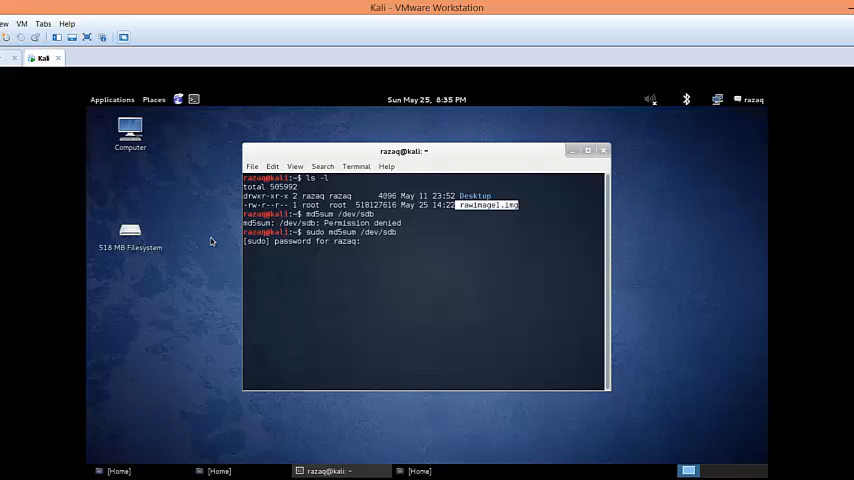 Kali - VMware Workstation
ew VM Tabs Help
Kali
Applications Places Sun May 25, 8:35 PM razaq
Computer
518 MB Filesystem
razaq@kali: ~
File Edit View Search Terminal Help
razaq@kali:~$ ls -l
total 505992
drwxr-xr-x 2 razaq razaq 4096 May 11 23:52 Desktop
-rw-r--r-- 1 root root 518127616 May 25 14:22 rawimage1.img
razaq@kali:~$ md5sum /dev/sdb
md5sum: /dev/sdb: Permission denied
razaq@kali:~$ sudo md5sum /dev/sdb
[sudo] password for razaq:
[Home] [Home] razaq@kali: ~ [Home]